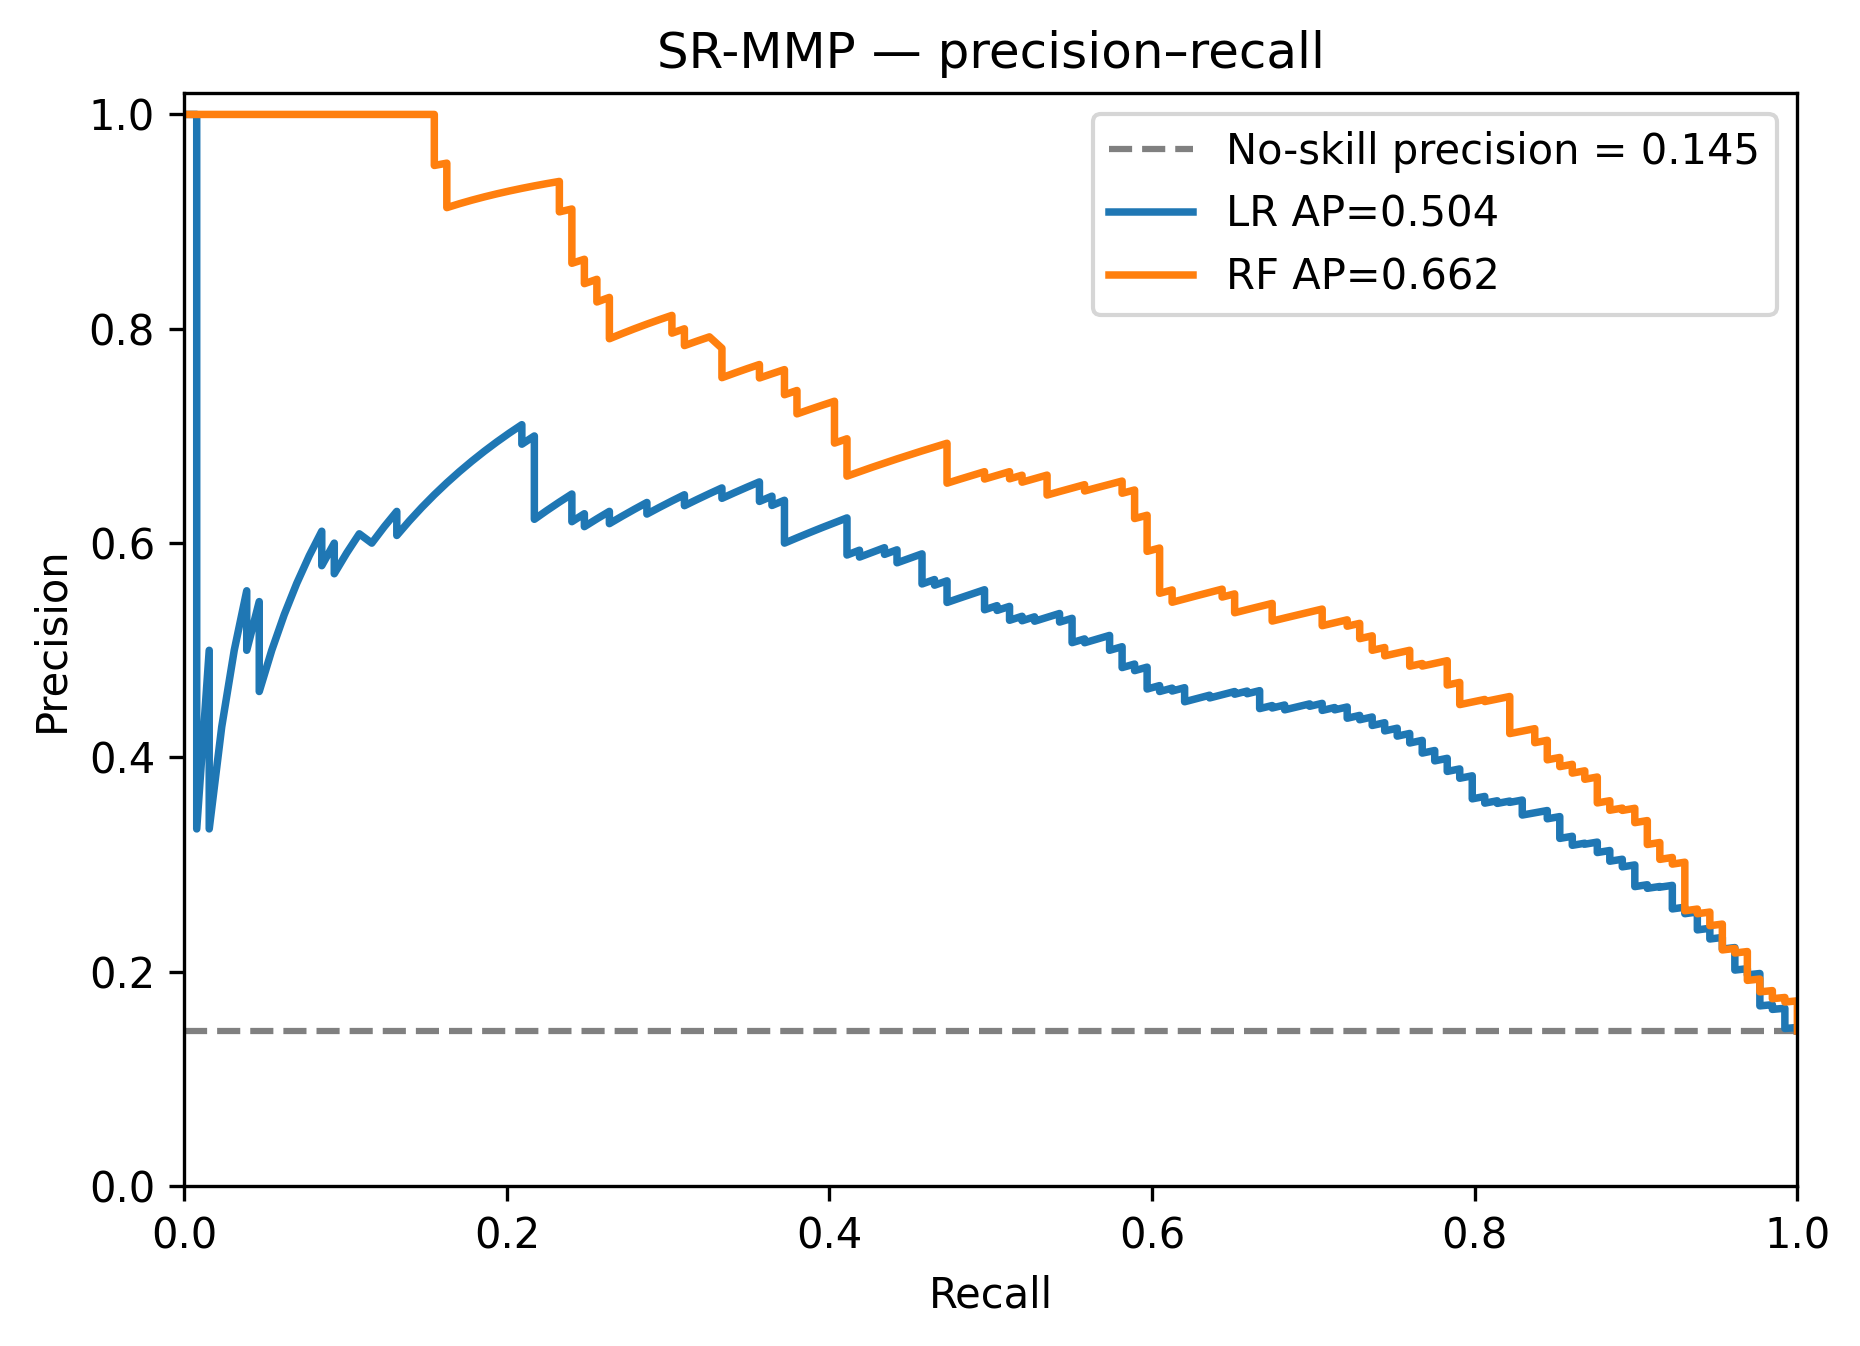 SR-MMP — precision–recall
1.0
0.8
0.6
0.4
0.2
0.0
Precision
No-skill precision = 0.145
LR AP=0.504
RF AP=0.662
0.0 0.2 0.4 0.6 0.8 1.0
Recall